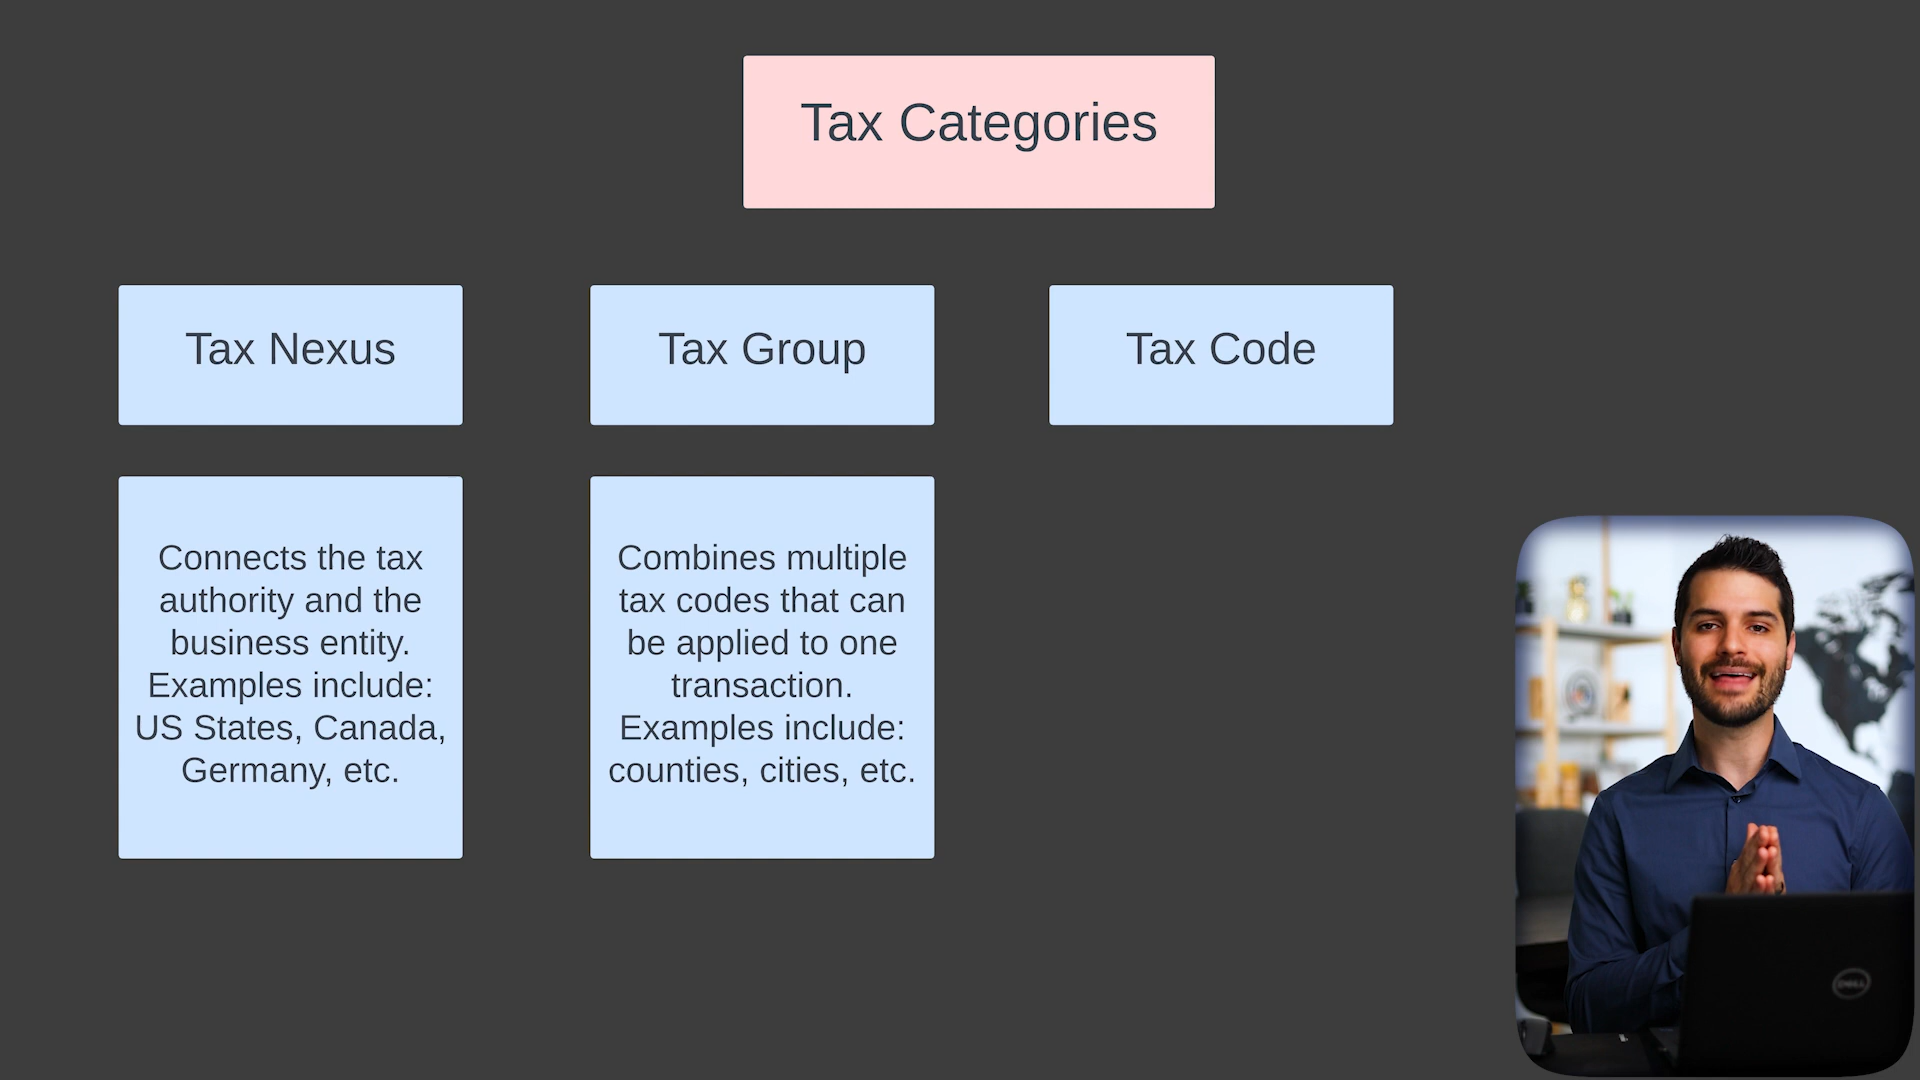 Tax Categories
Tax Nexus
Tax Group
Tax Code
Connects the tax
authority and the
business entity.
Examples include:
US States, Canada,
Germany, etc.
Combines multiple
tax codes that can
be applied to one
transaction.
Examples include:
counties, cities, etc.
DELL